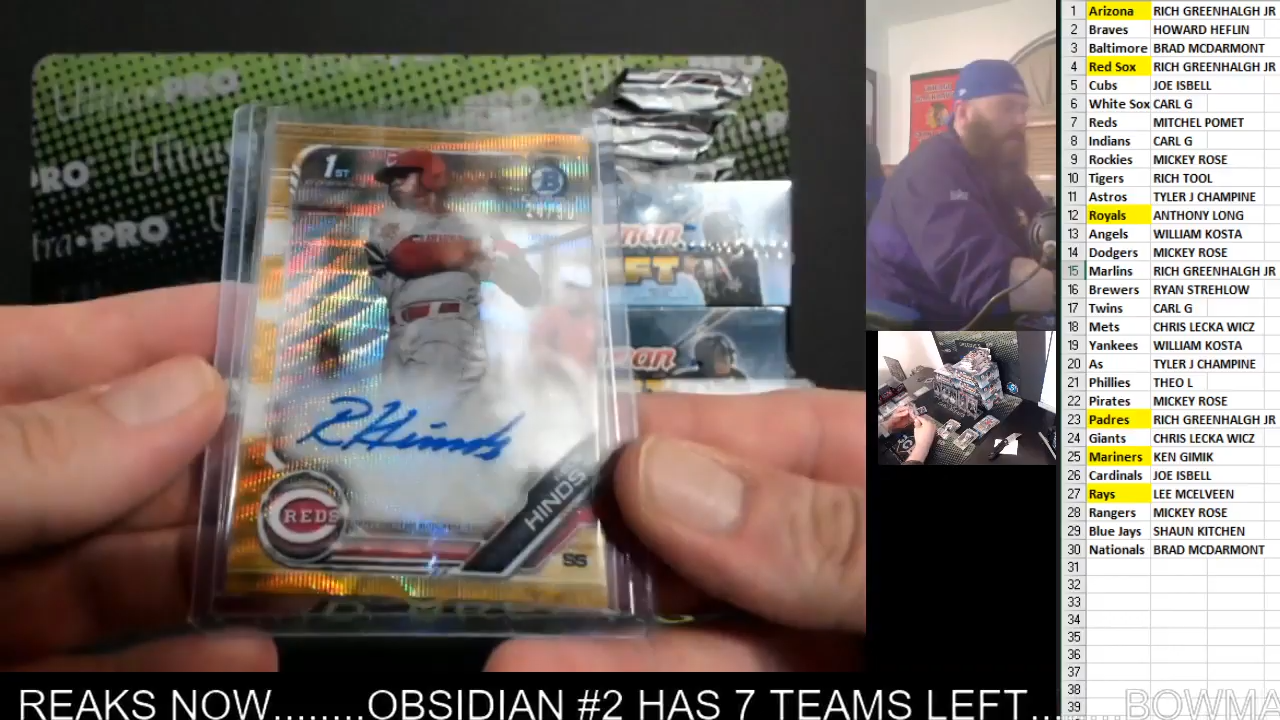 1ST
B
R Hinds
REDS
HINDS
SS
PRO
PRO
tra·PRO
1 Arizona RICH GREENHALGH JR
2 Braves HOWARD HEFLIN
3 Baltimore BRAD MCDARMONT
4 Red Sox RICH GREENHALGH JR
5 Cubs JOE ISBELL
6 White Sox CARL G
7 Reds MITCHEL POMET
8 Indians CARL G
9 Rockies MICKEY ROSE
10 Tigers RICH TOOL
11 Astros TYLER J CHAMPINE
12 Royals ANTHONY LONG
13 Angels WILLIAM KOSTA
14 Dodgers MICKEY ROSE
15 Marlins RICH GREENHALGH JR
16 Brewers RYAN STREHLOW
17 Twins CARL G
18 Mets CHRIS LECKA WICZ
19 Yankees WILLIAM KOSTA
20 As TYLER J CHAMPINE
21 Phillies THEO L
22 Pirates MICKEY ROSE
23 Padres RICH GREENHALGH JR
24 Giants CHRIS LECKA WICZ
25 Mariners KEN GIMIK
26 Cardinals JOE ISBELL
27 Rays LEE MCELVEEN
28 Rangers MICKEY ROSE
29 Blue Jays SHAUN KITCHEN
30 Nationals BRAD MCDARMONT
31
32
33
34
35
36
37
38
39
REAKS NOW........OBSIDIAN #2 HAS 7 TEAMS LEFT........BOWMA